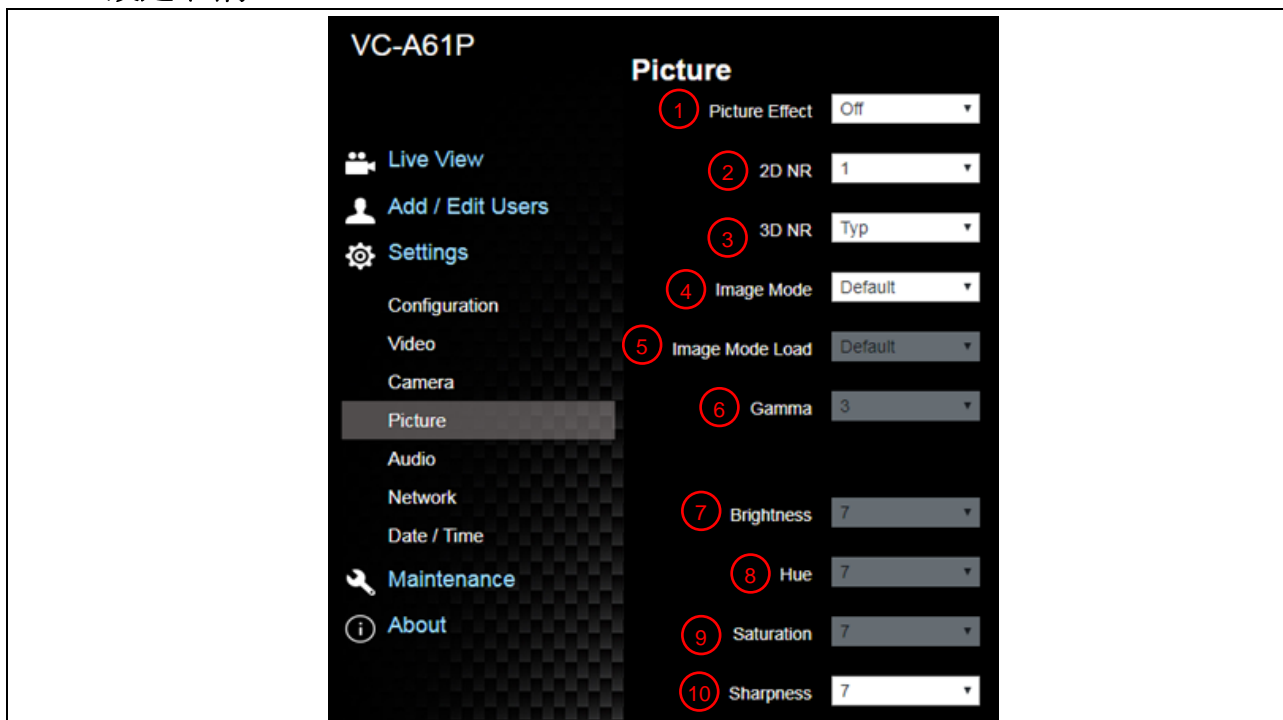 VC-A61P
Picture
1 Picture Effect Off
2 2D NR 1
3 3D NR Typ
4 Image Mode Default
5 Image Mode Load Default
6 Gamma 3
7 Brightness 7
8 Hue 7
9 Saturation 7
10 Sharpness 7
Live View
Add / Edit Users
Settings
Configuration
Video
Camera
Picture
Audio
Network
Date / Time
Maintenance
About